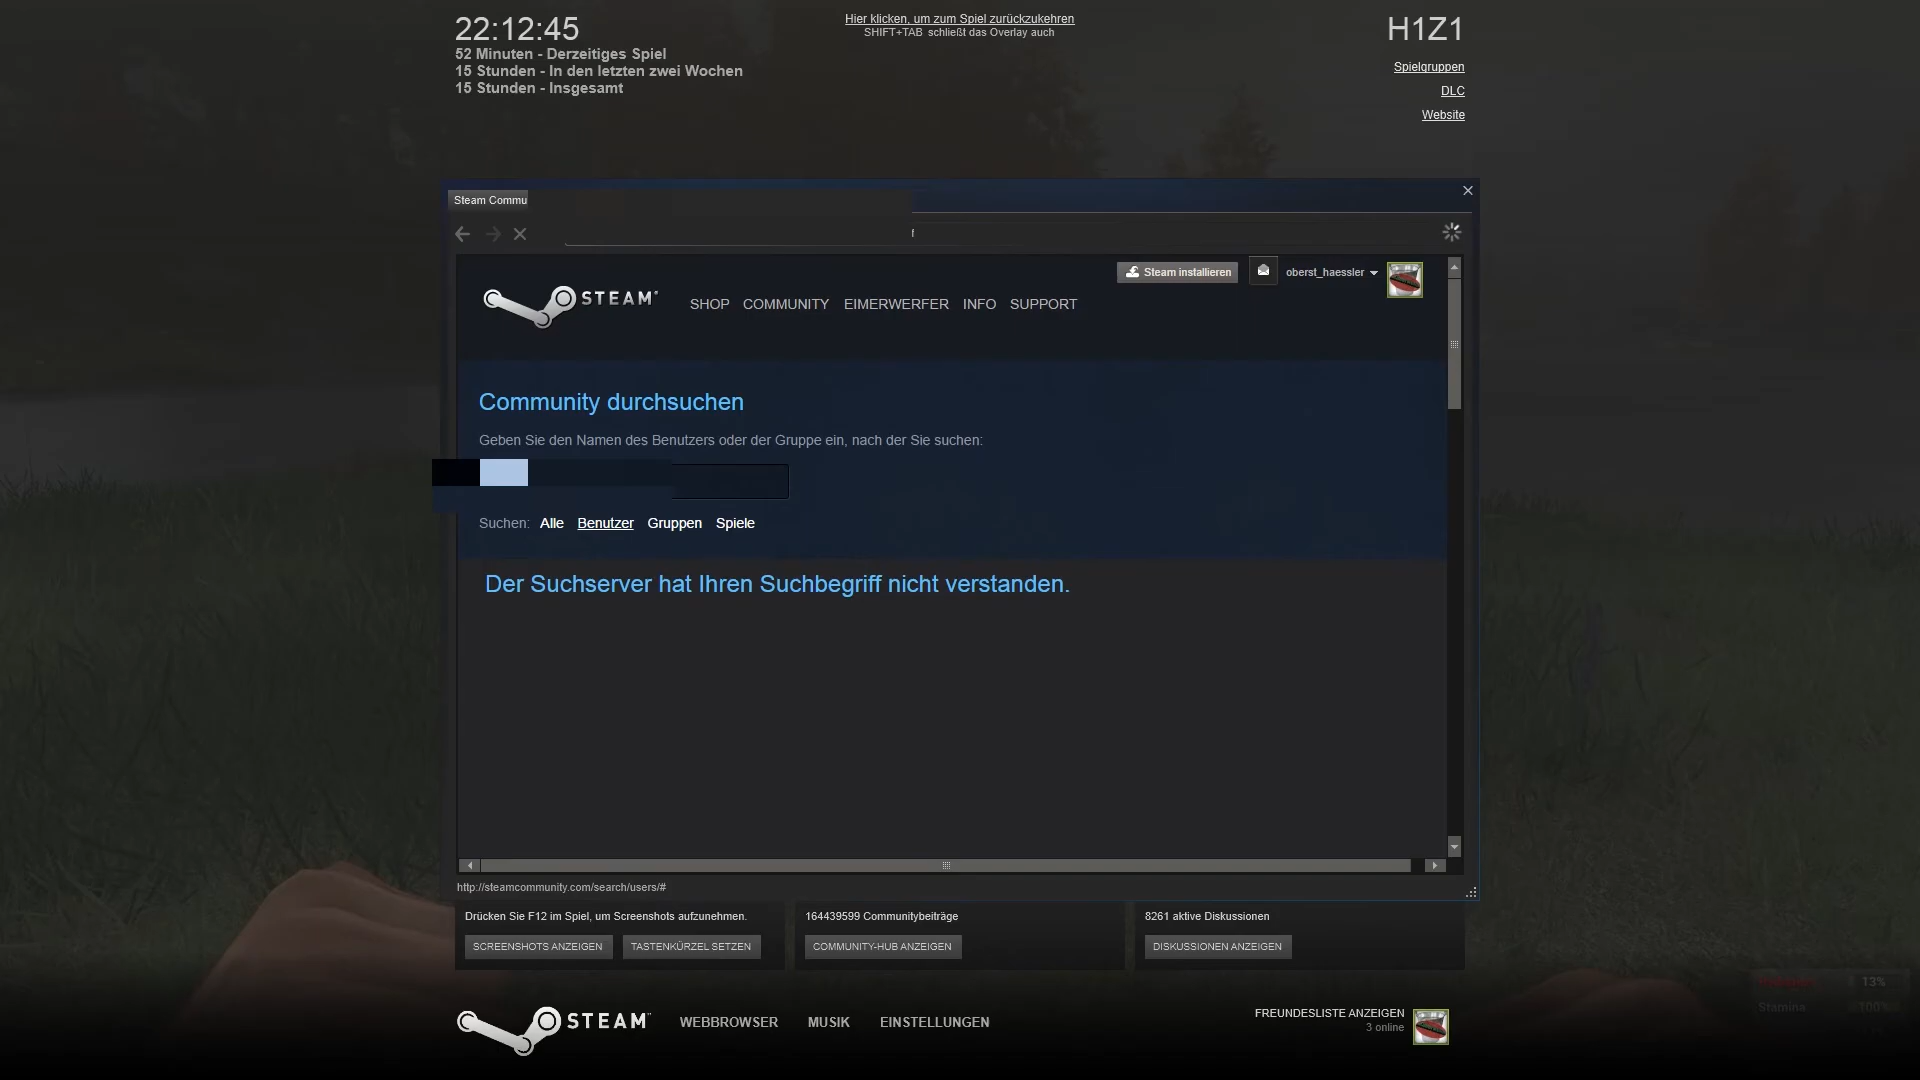 22:12:45
52 Minuten - Derzeitiges Spiel
15 Stunden - In den letzten zwei Wochen
15 Stunden - Insgesamt
Hier klicken, um zum Spiel zurückzukehren
SHIFT+TAB schließt das Overlay auch
H1Z1
Spielgruppen
DLC
Website
Steam Commu
Steam installieren
oberst_haessler
STEAM
SHOP COMMUNITY EIMERWERFER INFO SUPPORT
Community durchsuchen
Geben Sie den Namen des Benutzers oder der Gruppe ein, nach der Sie suchen:
Suchen: Alle Benutzer Gruppen Spiele
Der Suchserver hat Ihren Suchbegriff nicht verstanden.
http://steamcommunity.com/search/users/#
Drücken Sie F12 im Spiel, um Screenshots aufzunehmen.
SCREENSHOTS ANZEIGEN TASTENKÜRZEL SETZEN
164439599 Communitybeiträge
COMMUNITY-HUB ANZEIGEN
8261 aktive Diskussionen
DISKUSSIONEN ANZEIGEN
13%
Stamina 100%
STEAM
WEBBROWSER MUSIK EINSTELLUNGEN
FREUNDESLISTE ANZEIGEN
3 online